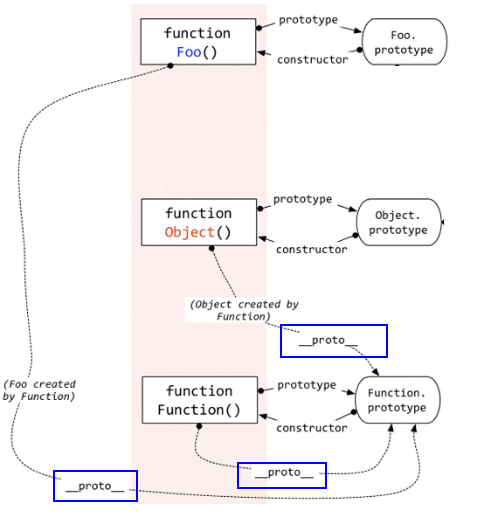 function
Foo()
prototype
constructor
Foo.
prototype
function
Object()
prototype
constructor
Object.
prototype
(Object created by
Function)
__proto__
(Foo created
by Function)
function
Function()
prototype
constructor
Function.
prototype
__proto__
__proto__